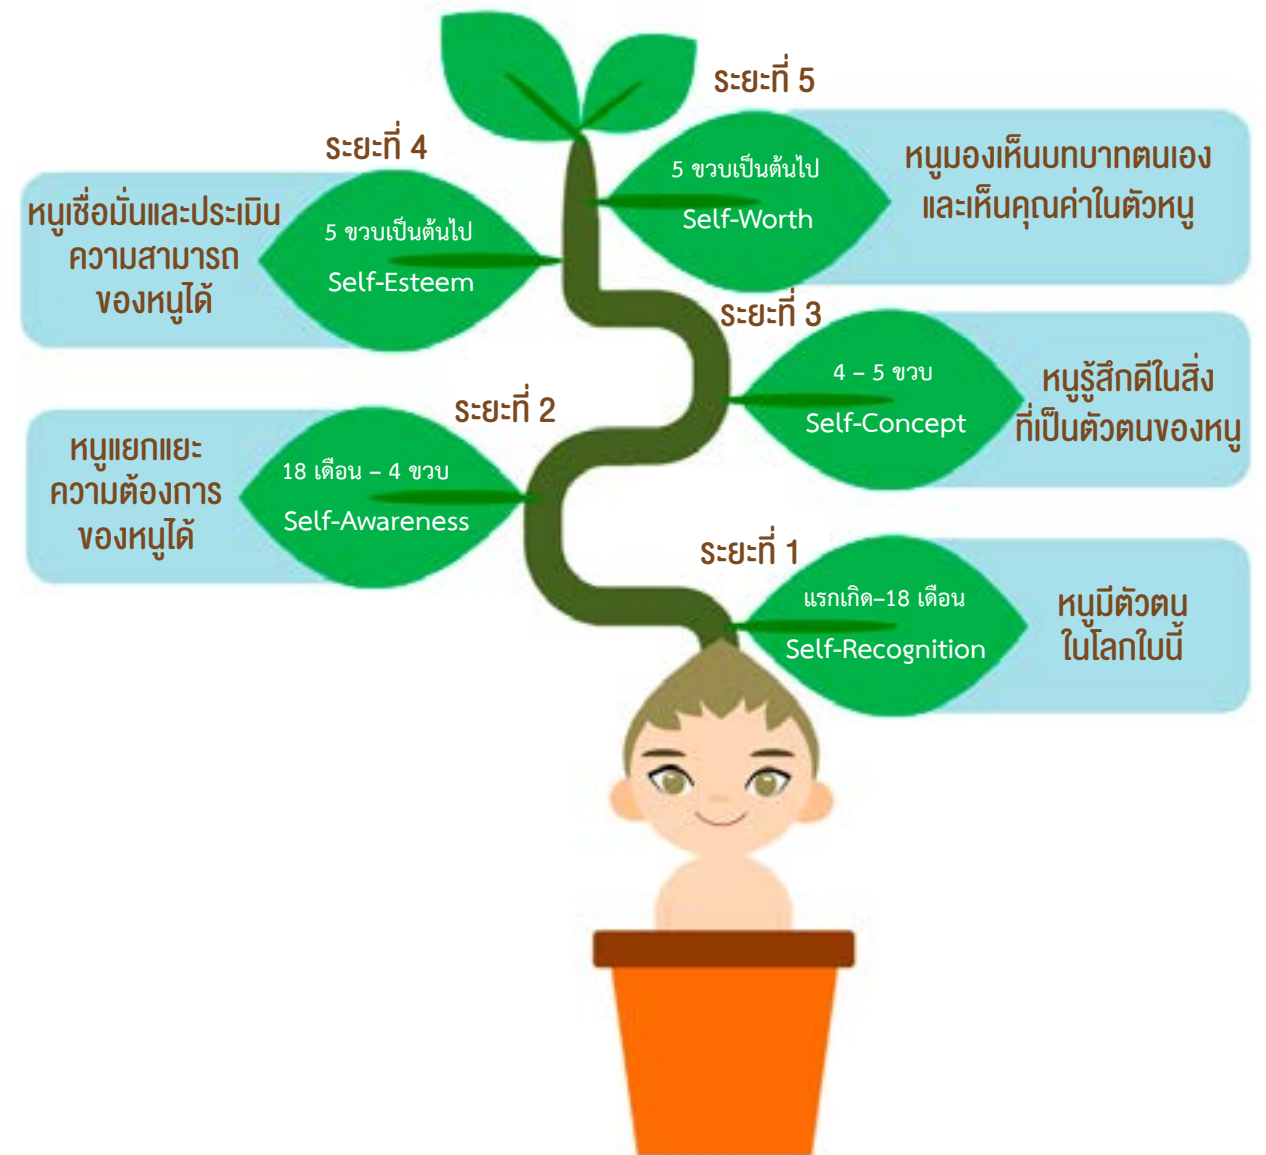 ระยะที่ 5
5 ขวบเป็นต้นไป
Self-Worth
หนูมองเห็นบทบาทตนเอง
และเห็นคุณค่าในตัวหนู
ระยะที่ 4
หนูเชื่อมั่นและประเมิน
ความสามารถ
ของหนูได้
5 ขวบเป็นต้นไป
Self-Esteem
ระยะที่ 3
4 – 5 ขวบ
Self-Concept
หนูรู้สึกดีในสิ่ง
ที่เป็นตัวตนของหนู
ระยะที่ 2
หนูแยกแยะ
ความต้องการ
ของหนูได้
18 เดือน – 4 ขวบ
Self-Awareness
ระยะที่ 1
แรกเกิด–18 เดือน
Self-Recognition
หนูมีตัวตน
ในโลกใบนี้